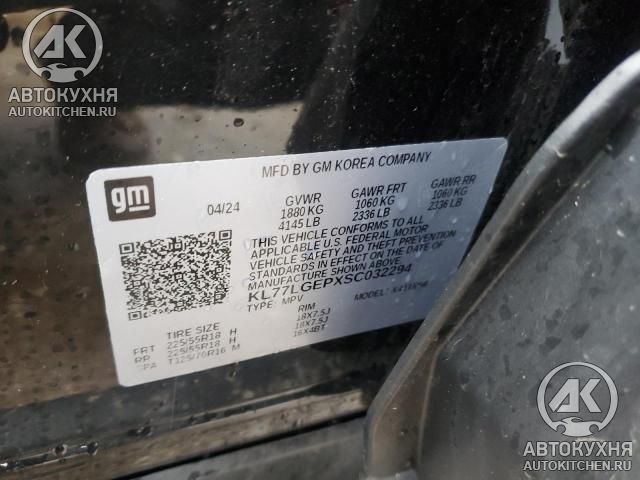 AK
АВТОКУХНЯ
AUTOKITCHEN.RU
MFD BY GM KOREA COMPANY
gm
04/24
GVWR GAWR FRT GAWR RR
1880 KG 1060 KG 1060 KG
4145 LB 2336 LB 2336 LB
THIS VEHICLE CONFORMS TO ALL
APPLICABLE U.S. FEDERAL MOTOR
VEHICLE SAFETY AND THEFT PREVENTION
STANDARDS IN EFFECT ON THE DATE OF
MANUFACTURE SHOWN ABOVE.
KL77LGEPXSC032294
TYPE: MPV MODEL:
TIRE SIZE RIM
FRT 225/55R18 H 18X7.5J
RR 225/55R18 H 18X7.5J
SPA T125/70R16 M 16X4BT
AK
АВТОКУХНЯ
AUTOKITCHEN.RU